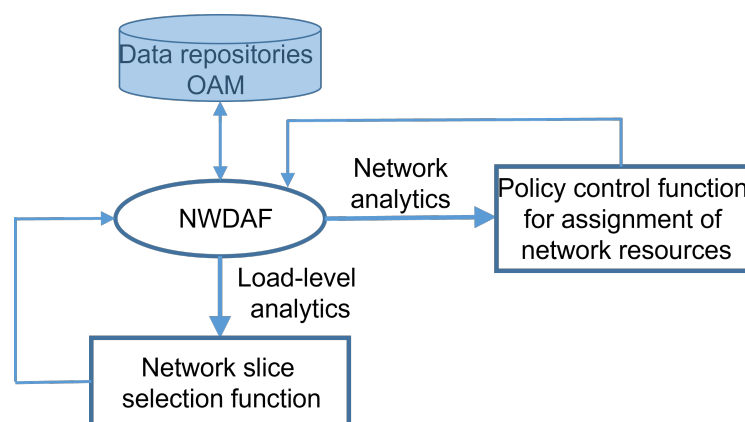 Data repositories
OAM
NWDAF
Network
analytics
Policy control function
for assignment of
network resources
Load-level
analytics
Network slice
selection function